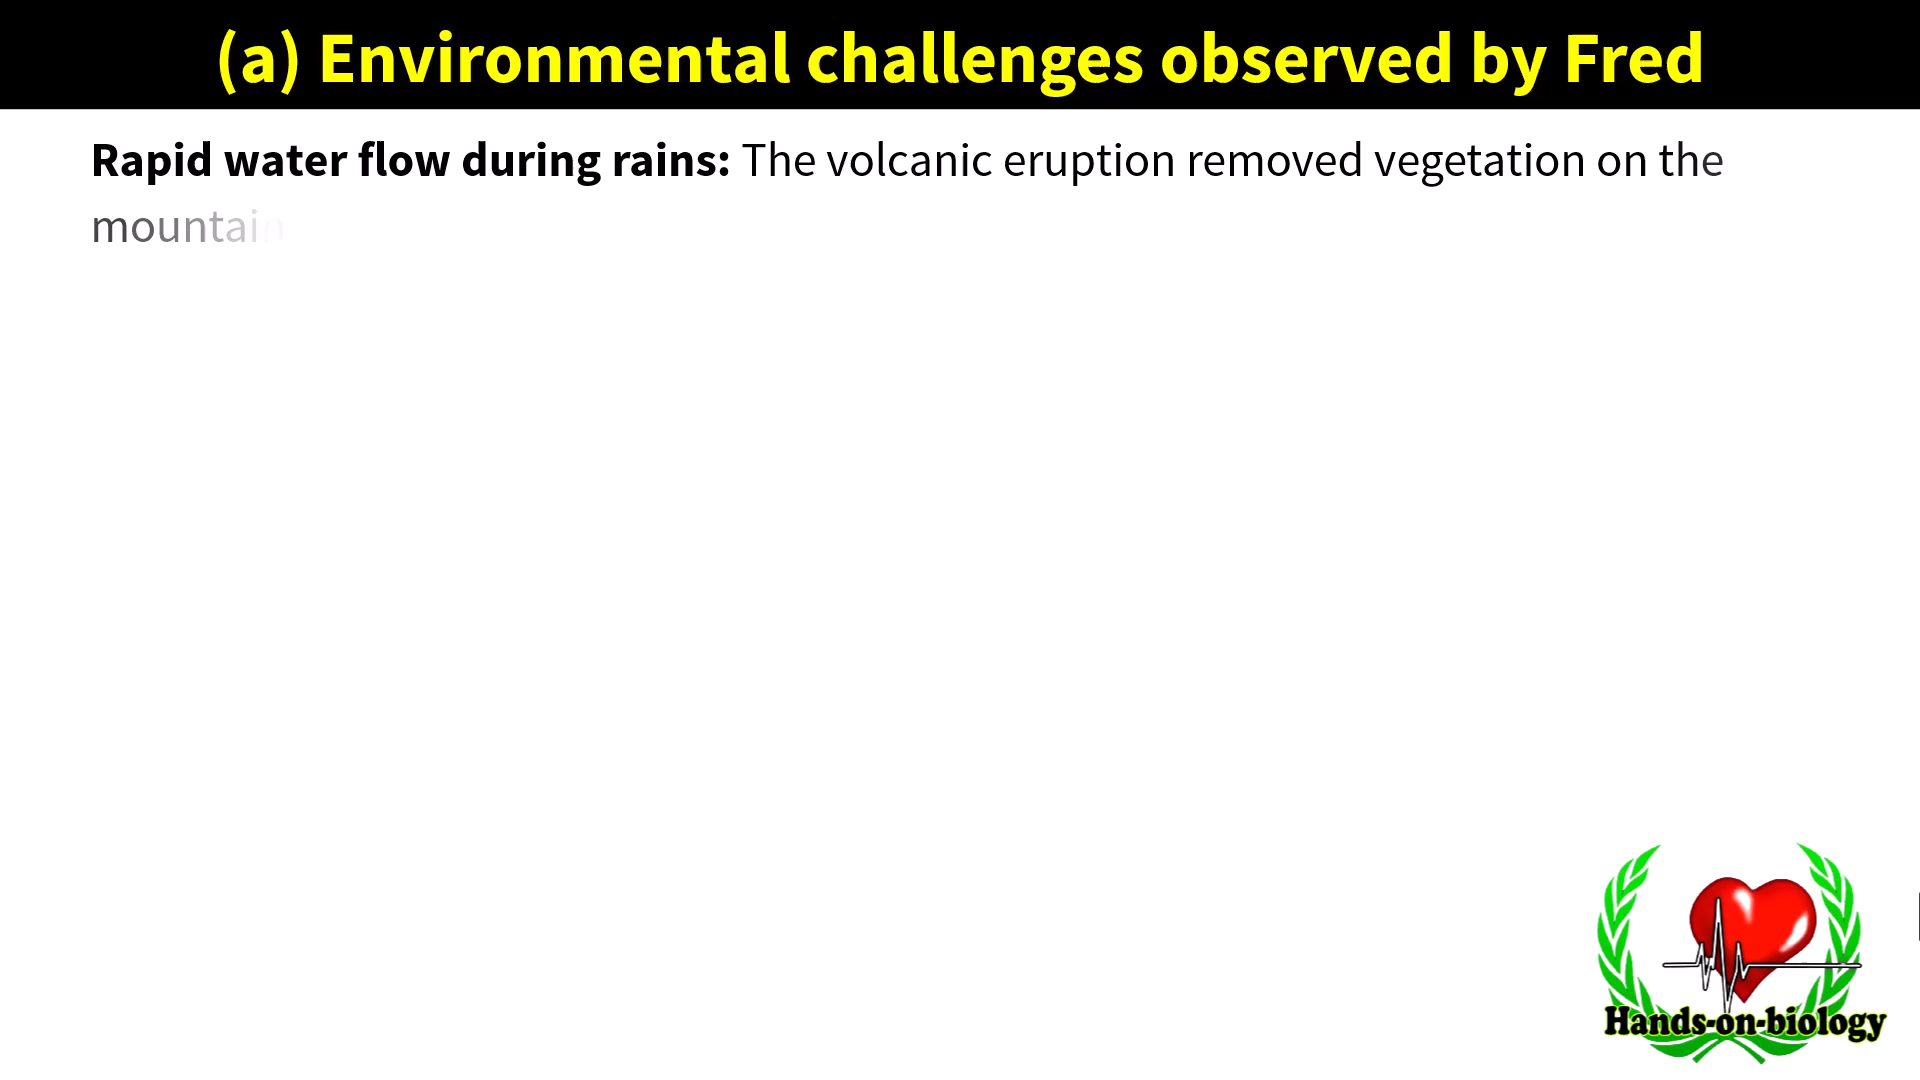 (a) Environmental challenges observed by Fred
Rapid water flow during rains: The volcanic eruption removed vegetation on the
mountain
Hands-on-biology